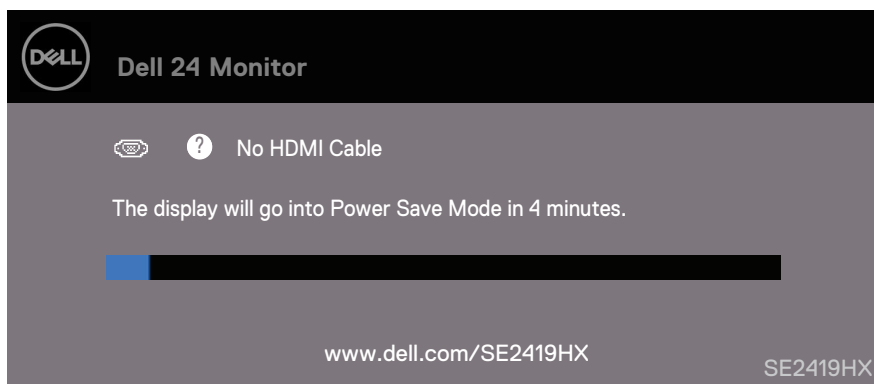 DELL
Dell 24 Monitor
? No HDMI Cable
The display will go into Power Save Mode in 4 minutes.
www.dell.com/SE2419HX
SE2419HX